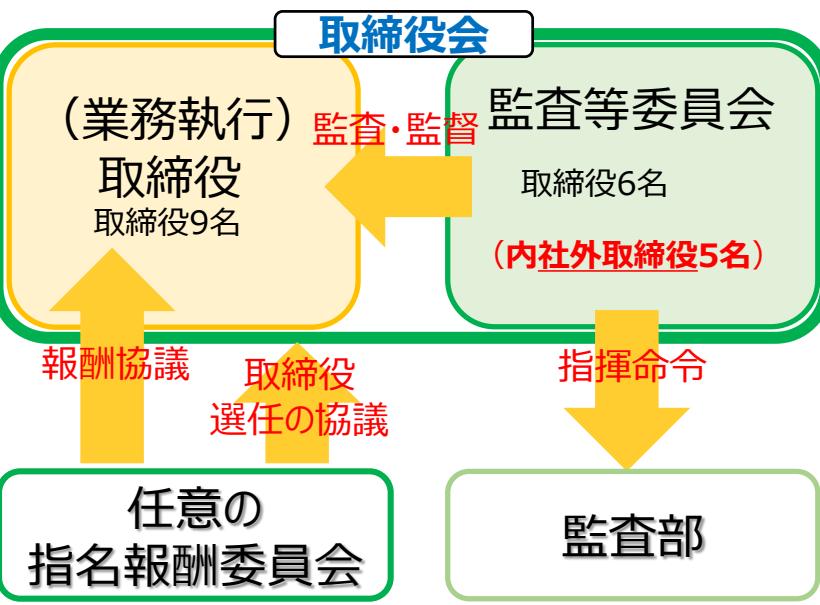 取締役会
（業務執行）
取締役
取締役9名
監査・監督
監査等委員会
取締役6名
（内社外取締役5名）
報酬協議
取締役
選任の協議
指揮命令
任意の
指名報酬委員会
監査部